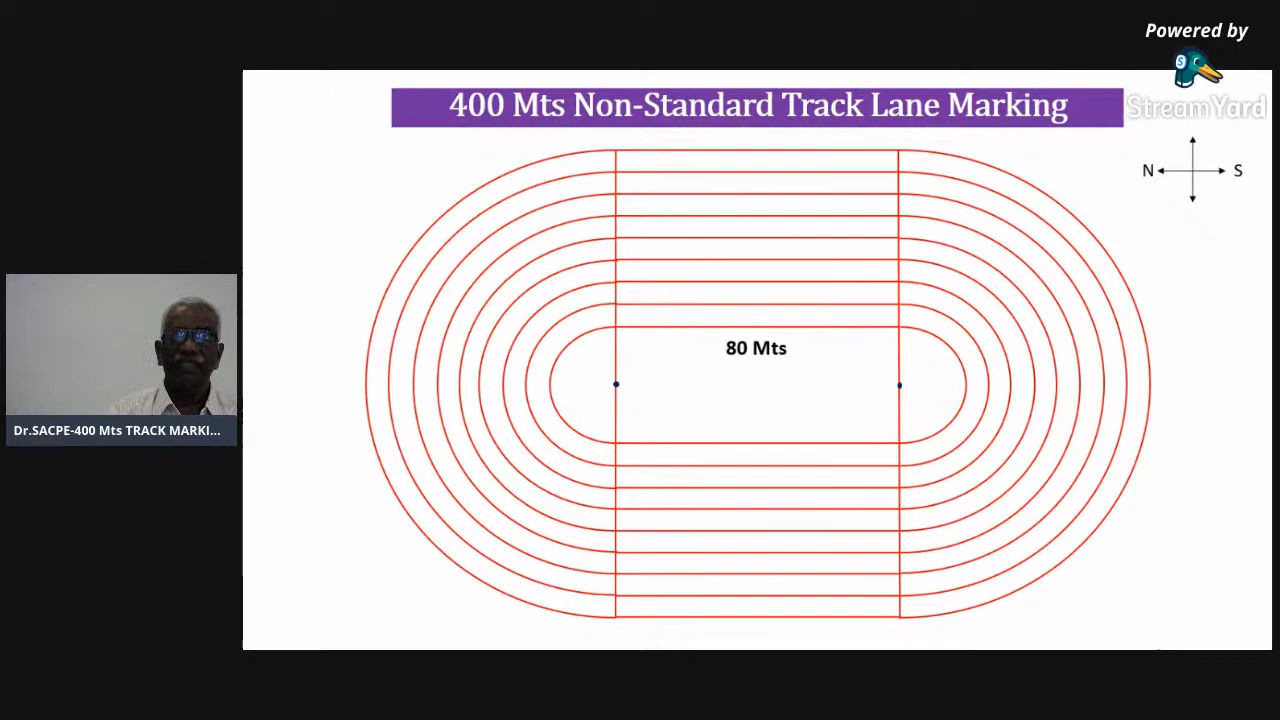 Powered by
StreamYard
400 Mts Non-Standard Track Lane Marking
N S
80 Mts
Dr.SACPE-400 Mts TRACK MARKI...